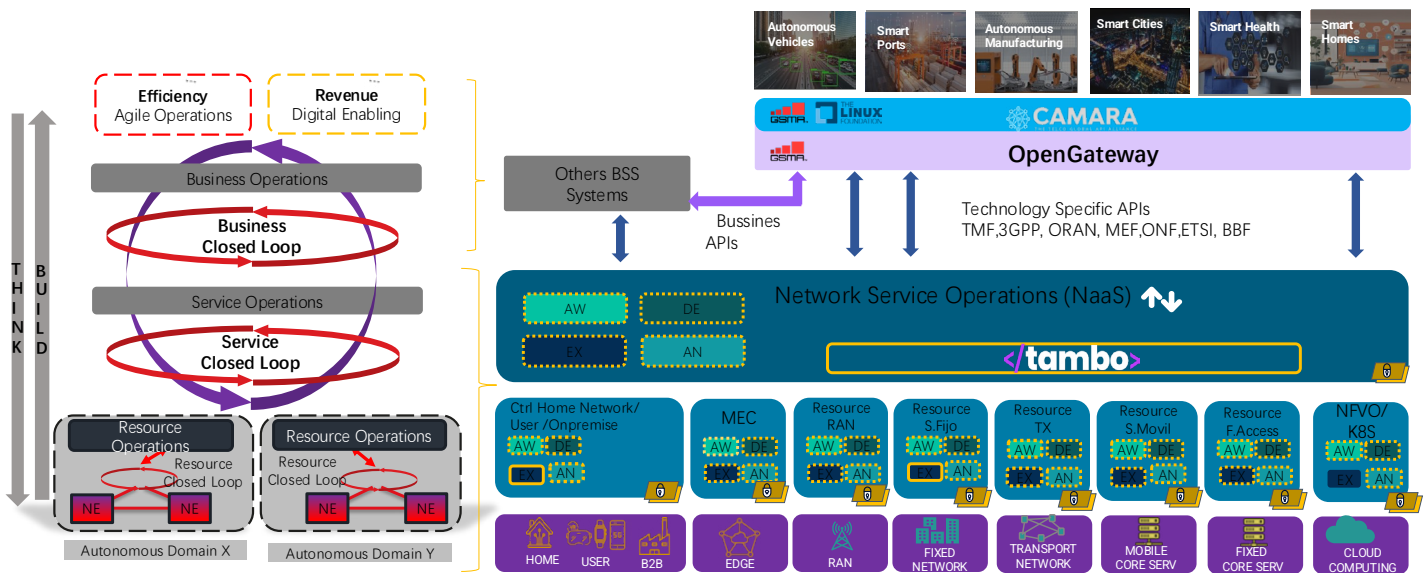 Autonomous
Vehicles
Smart
Ports
Autonomous
Manufacturing
Smart Cities
Smart Health
Smart
Homes
GSMA
THE
LINUX
FOUNDATION
CAMARA
THE TELCO GLOBAL API ALLIANCE
GSMA
OpenGateway
...
Efficiency
Agile Operations
...
Revenue
Digital Enabling
THINK
BUILD
Business Operations
Business
Closed Loop
Service Operations
Service
Closed Loop
Resource
Operations
Resource
Closed Loop
NE
NE
Autonomous Domain X
Resource Operations
Resource
Closed Loop
NE
NE
Autonomous Domain Y
Others BSS
Systems
Bussines
APIs
Technology Specific APIs
TMF,3GPP, ORAN, MEF,ONF,ETSI, BBF
Network Service Operations (NaaS)
AW
DE
EX
AN
</tambo>
Ctrl Home Network/
User /Onpremise
AW DE
EX AN
MEC
AW DE
EX AN
Resource
RAN
AW DE
EX AN
Resource
S.Fijo
AW DE
EX AN
Resource
TX
AW DE
EX AN
Resource
S.Movil
AW DE
EX AN
Resource
F.Access
AW DE
EX AN
NFVO/
K8S
AW DE
EX AN
HOME
USER
B2B
EDGE
RAN
FIXED
NETWORK
TRANSPORT
NETWORK
MOBILE
CORE SERV
FIXED
CORE SERV
CLOUD
COMPUTING